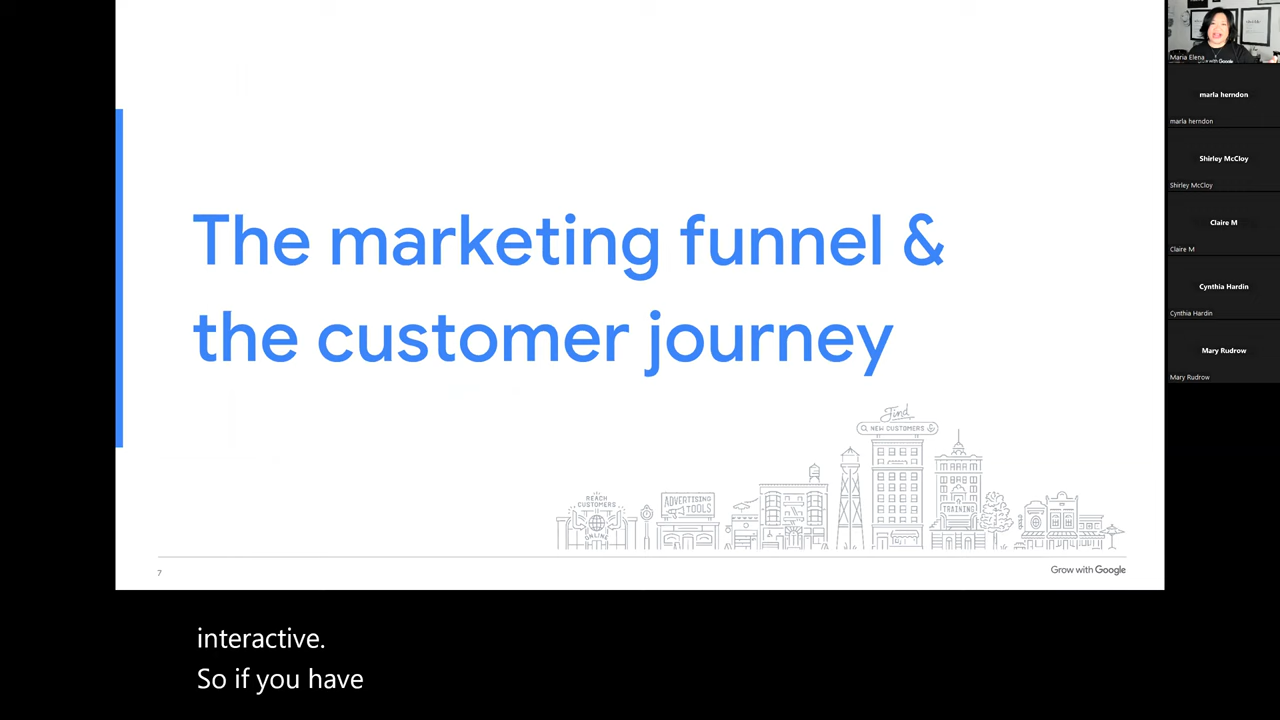 The marketing funnel &
the customer journey
Find
NEW CUSTOMERS
REACH
CUSTOMERS
ONLINE
ADVERTISING
TOOLS
TRAINING
7
Grow with Google
interactive.
So if you have
Maria Elena
marla herndon
marla herndon
Shirley McCloy
Shirley McCloy
Claire M
Claire M
Cynthia Hardin
Cynthia Hardin
Mary Rudrow
Mary Rudrow